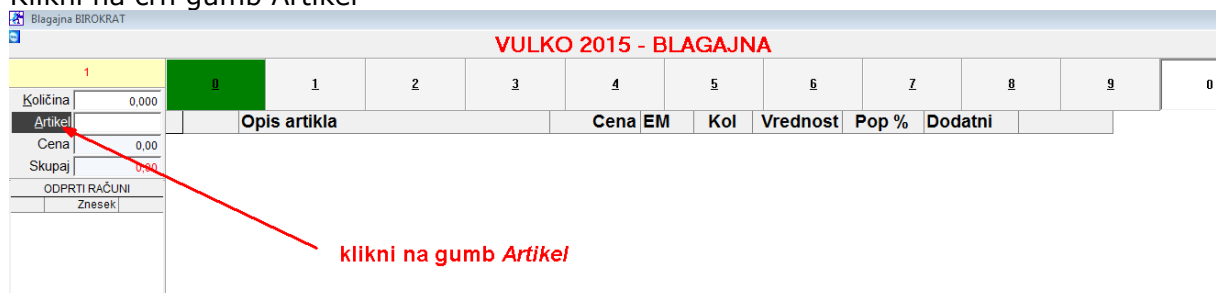 Klikni na črn gumb Artikel
Blagajna BIROKRAT
VULKO 2015 - BLAGAJNA
1
0 1 2 3 4 5 6 7 8 9 0
Količina 0,000
Artikel
Opis artikla Cena EM Kol Vrednost Pop % Dodatni
Cena 0,00
Skupaj 0,00
ODPRTI RAČUNI
Znesek
klikni na gumb Artikel